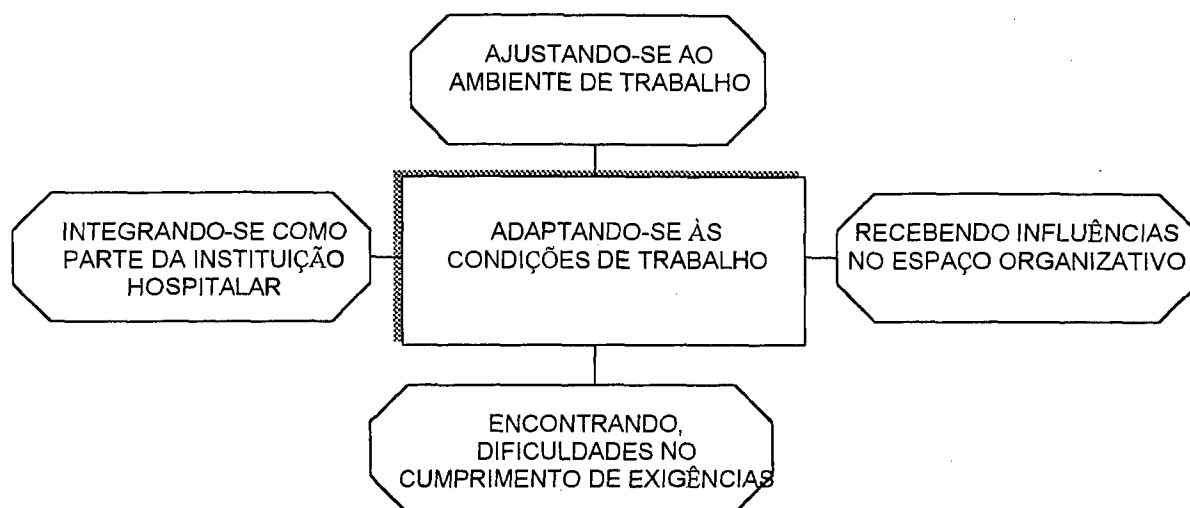 AJUSTANDO-SE AO
AMBIENTE DE TRABALHO
INTEGRANDO-SE COMO
PARTE DA INSTITUIÇÃO
HOSPITALAR
ADAPTANDO-SE ÀS
CONDIÇÕES DE TRABALHO
RECEBENDO INFLUÊNCIAS
NO ESPAÇO ORGANIZATIVO
ENCONTRANDO,
DIFICULDADES NO
CUMPRIMENTO DE EXIGÊNCIAS